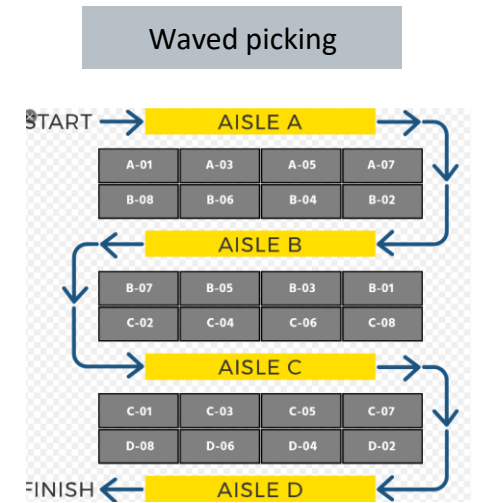 Waved picking
START AISLE A
A-01 A-03 A-05 A-07
B-08 B-06 B-04 B-02
AISLE B
B-07 B-05 B-03 B-01
C-02 C-04 C-06 C-08
AISLE C
C-01 C-03 C-05 C-07
D-08 D-06 D-04 D-02
FINISH AISLE D